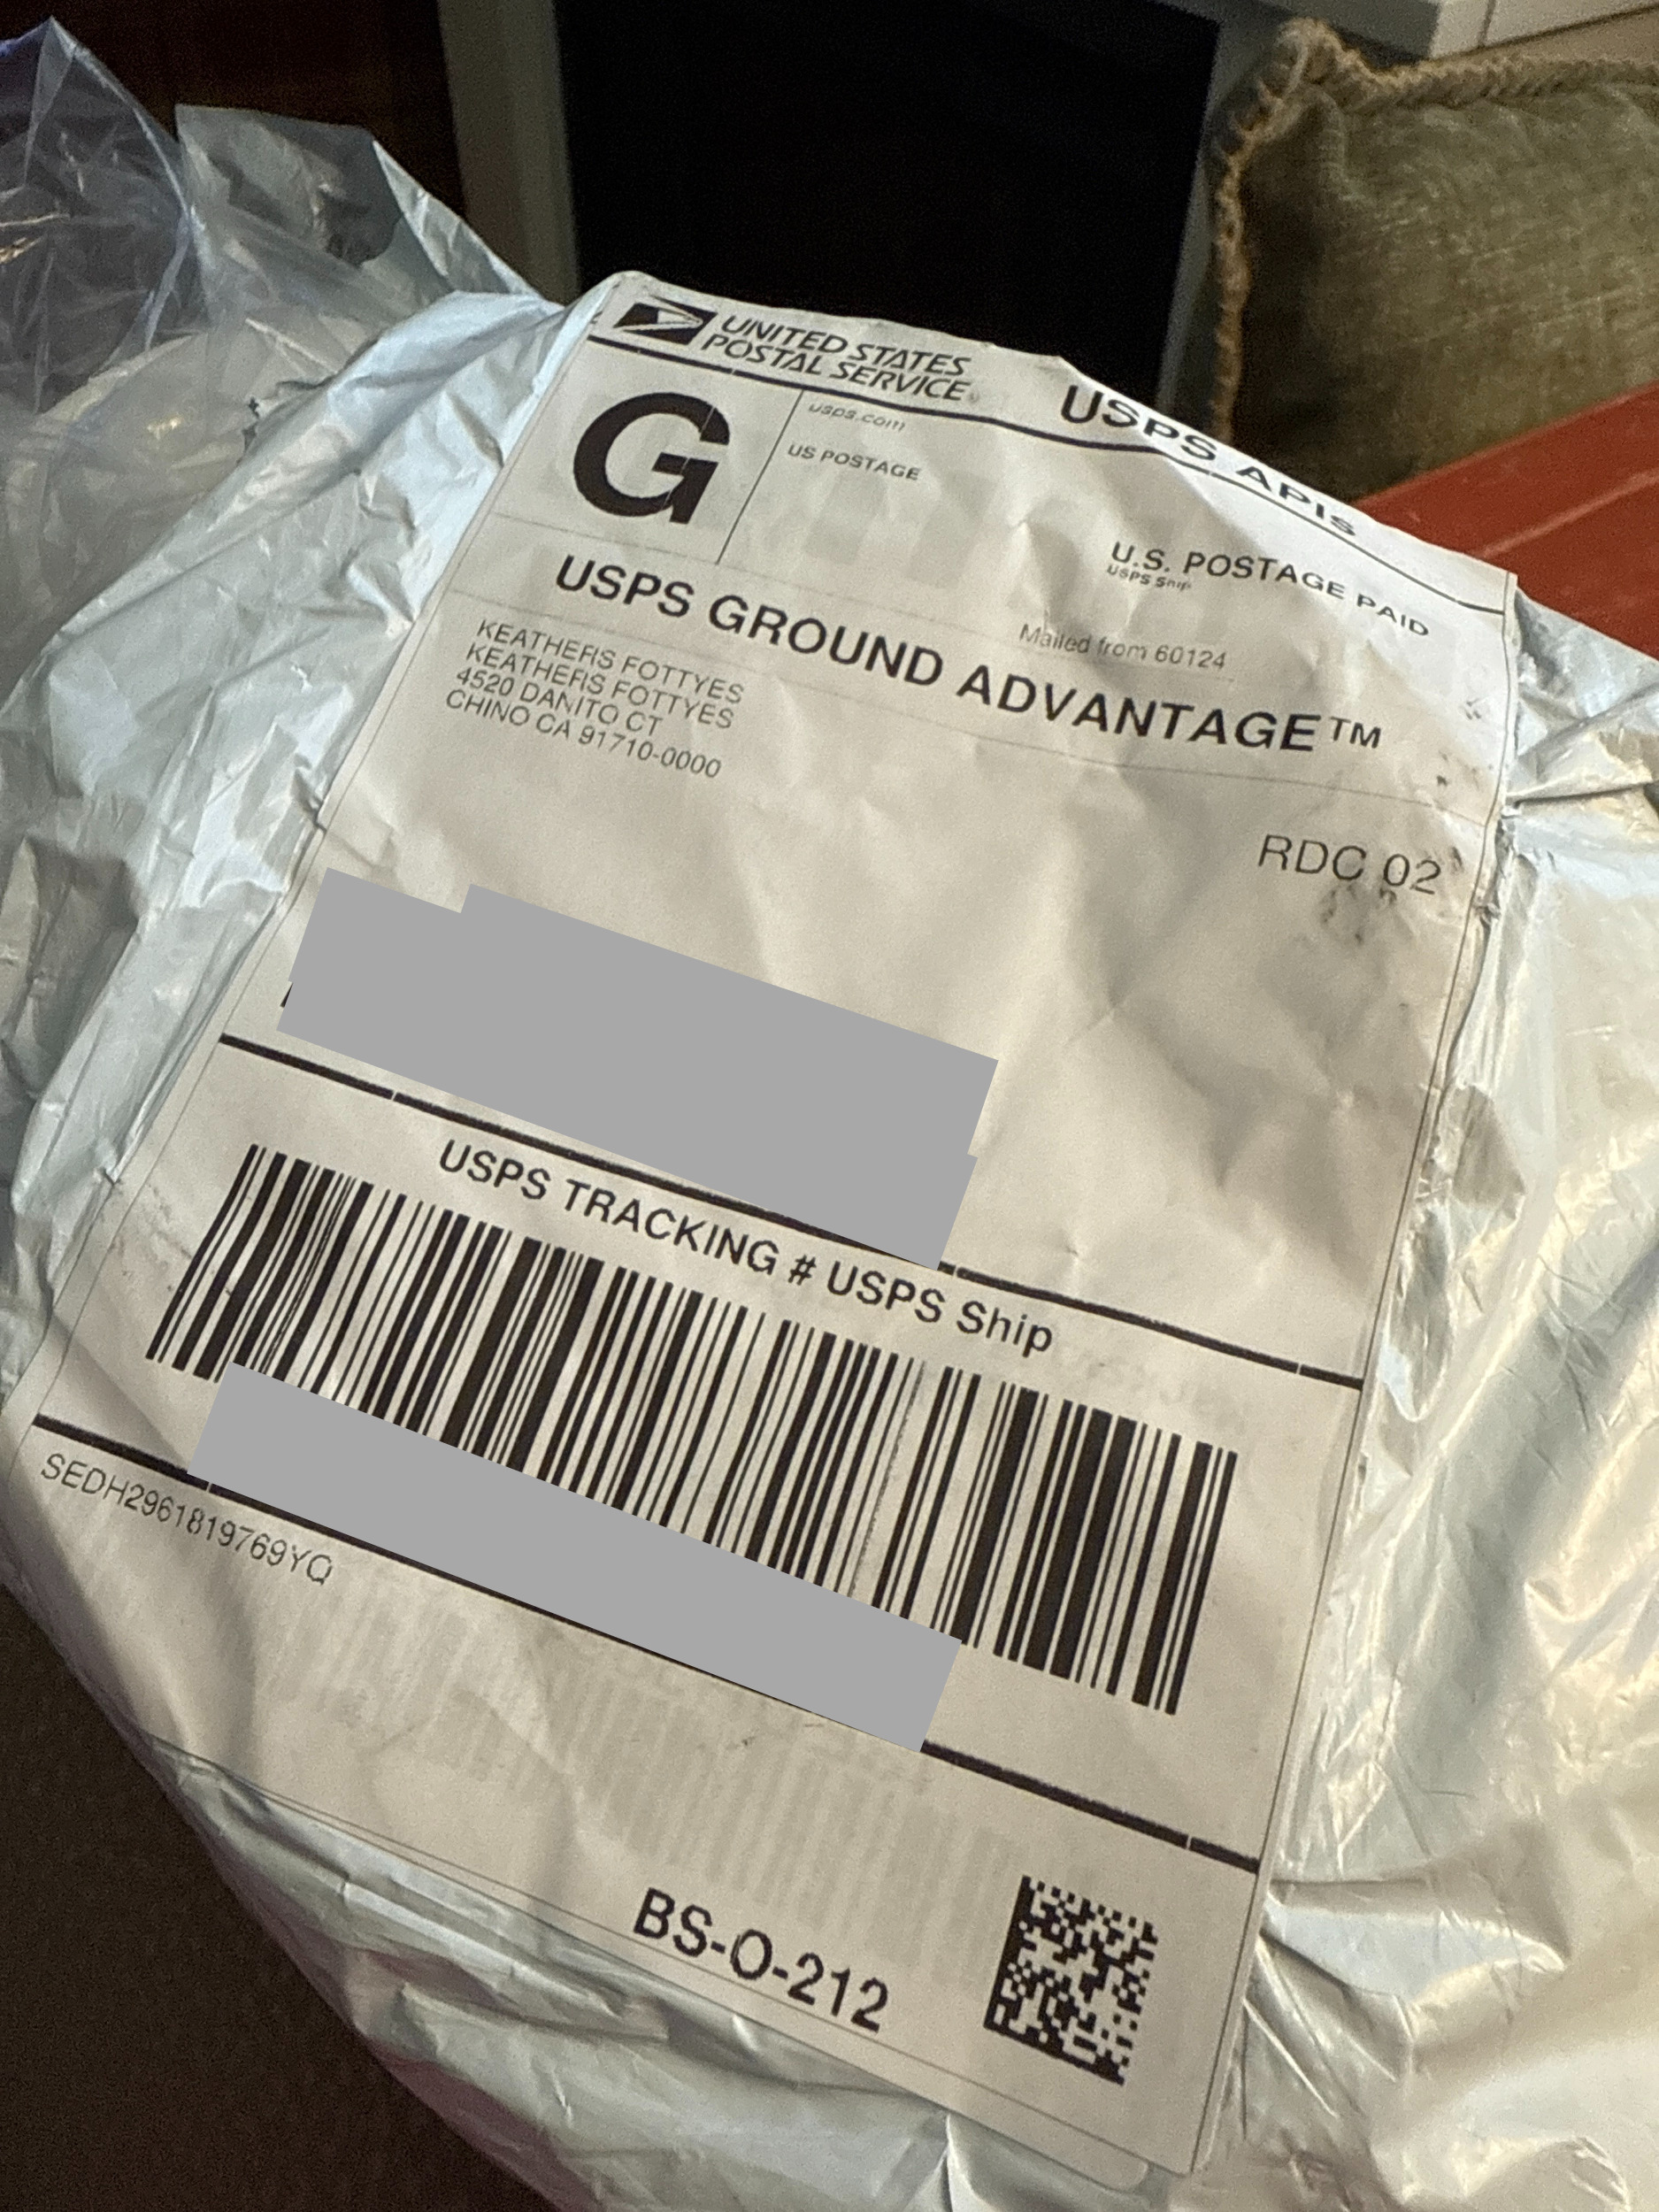 UNITED STATES
POSTAL SERVICE®
USPS APIs
G
usps.com
US POSTAGE
U.S. POSTAGE PAID
USPS Ship
Mailed from 60124
USPS GROUND ADVANTAGE™
KEATHEFIS FOTTYES
KEATHEFIS FOTTYES
4520 DANITO CT
CHINO CA 91710-0000
RDC 02
USPS TRACKING # USPS Ship
SEDH2961819769YQ
BS-O-212